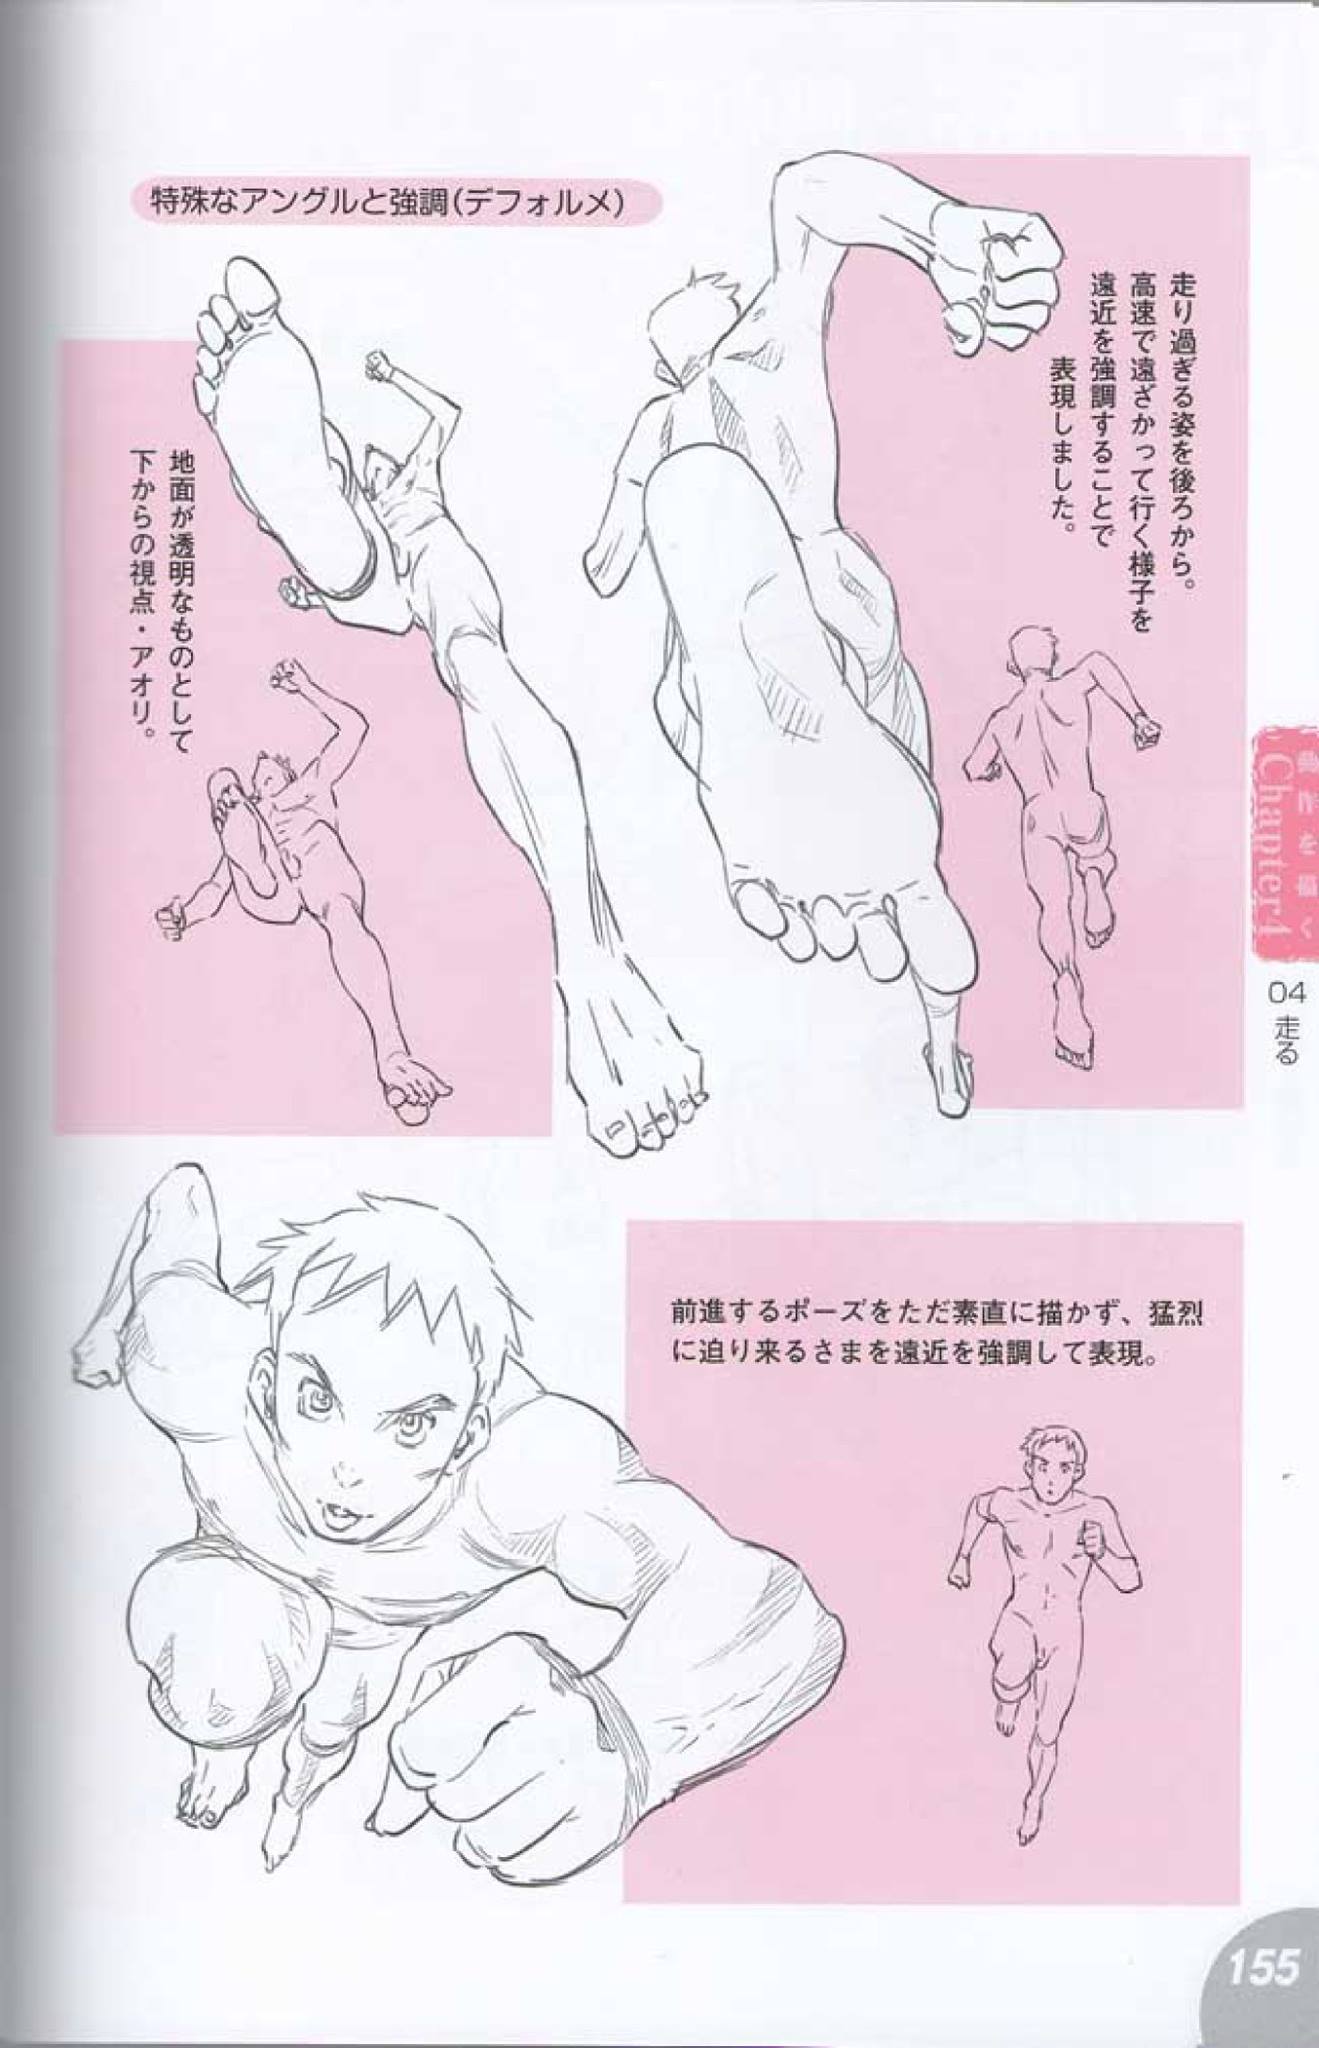 特殊なアングルと強調(デフォルメ)
走り過ぎる姿を後ろから。
高速で遠ざかって行く様子を
遠近を強調することで
表現しました。
地面が透明なものとして
下からの視点・アオリ。
動作を描く
Chapter4
04 走る
前進するポーズをただ素直に描かず、猛烈
に迫り来るさまを遠近を強調して表現。
155